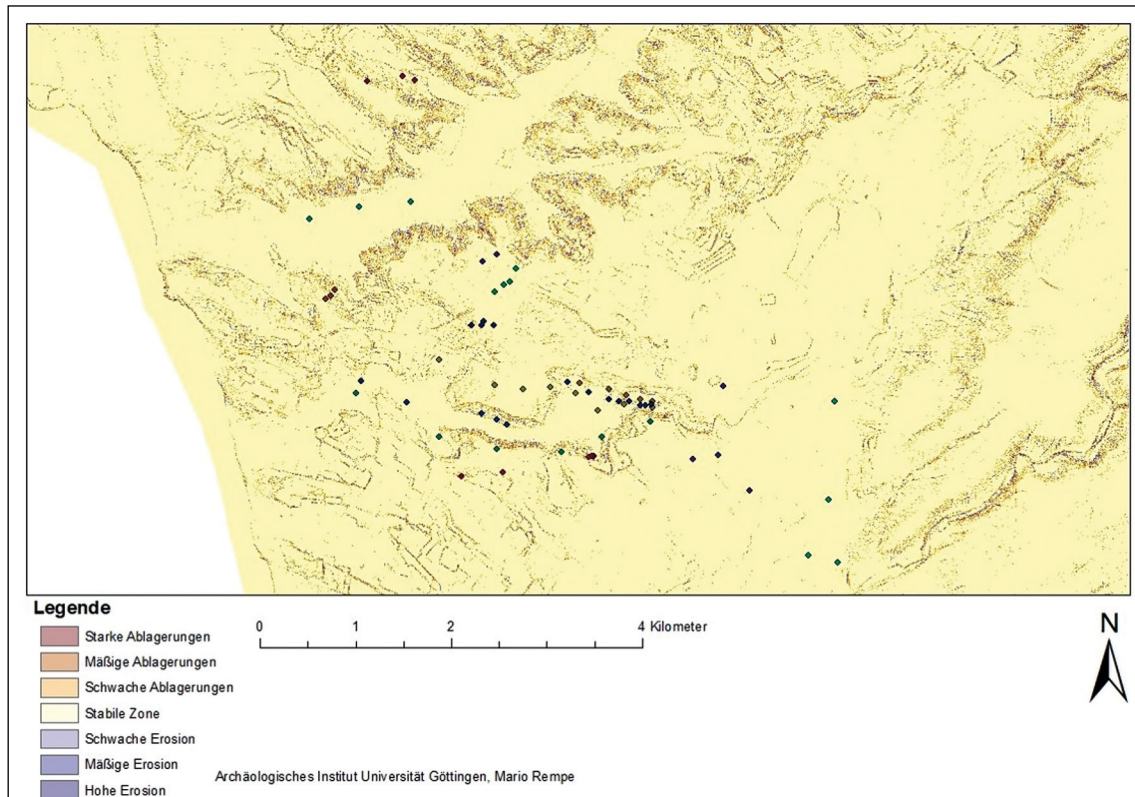 Legende
Starke Ablagerungen
Mäßige Ablagerungen
Schwache Ablagerungen
Stabile Zone
Schwache Erosion
Mäßige Erosion
Hohe Erosion
0 1 2 4 Kilometer
N
Archäologisches Institut Universität Göttingen, Mario Rempe